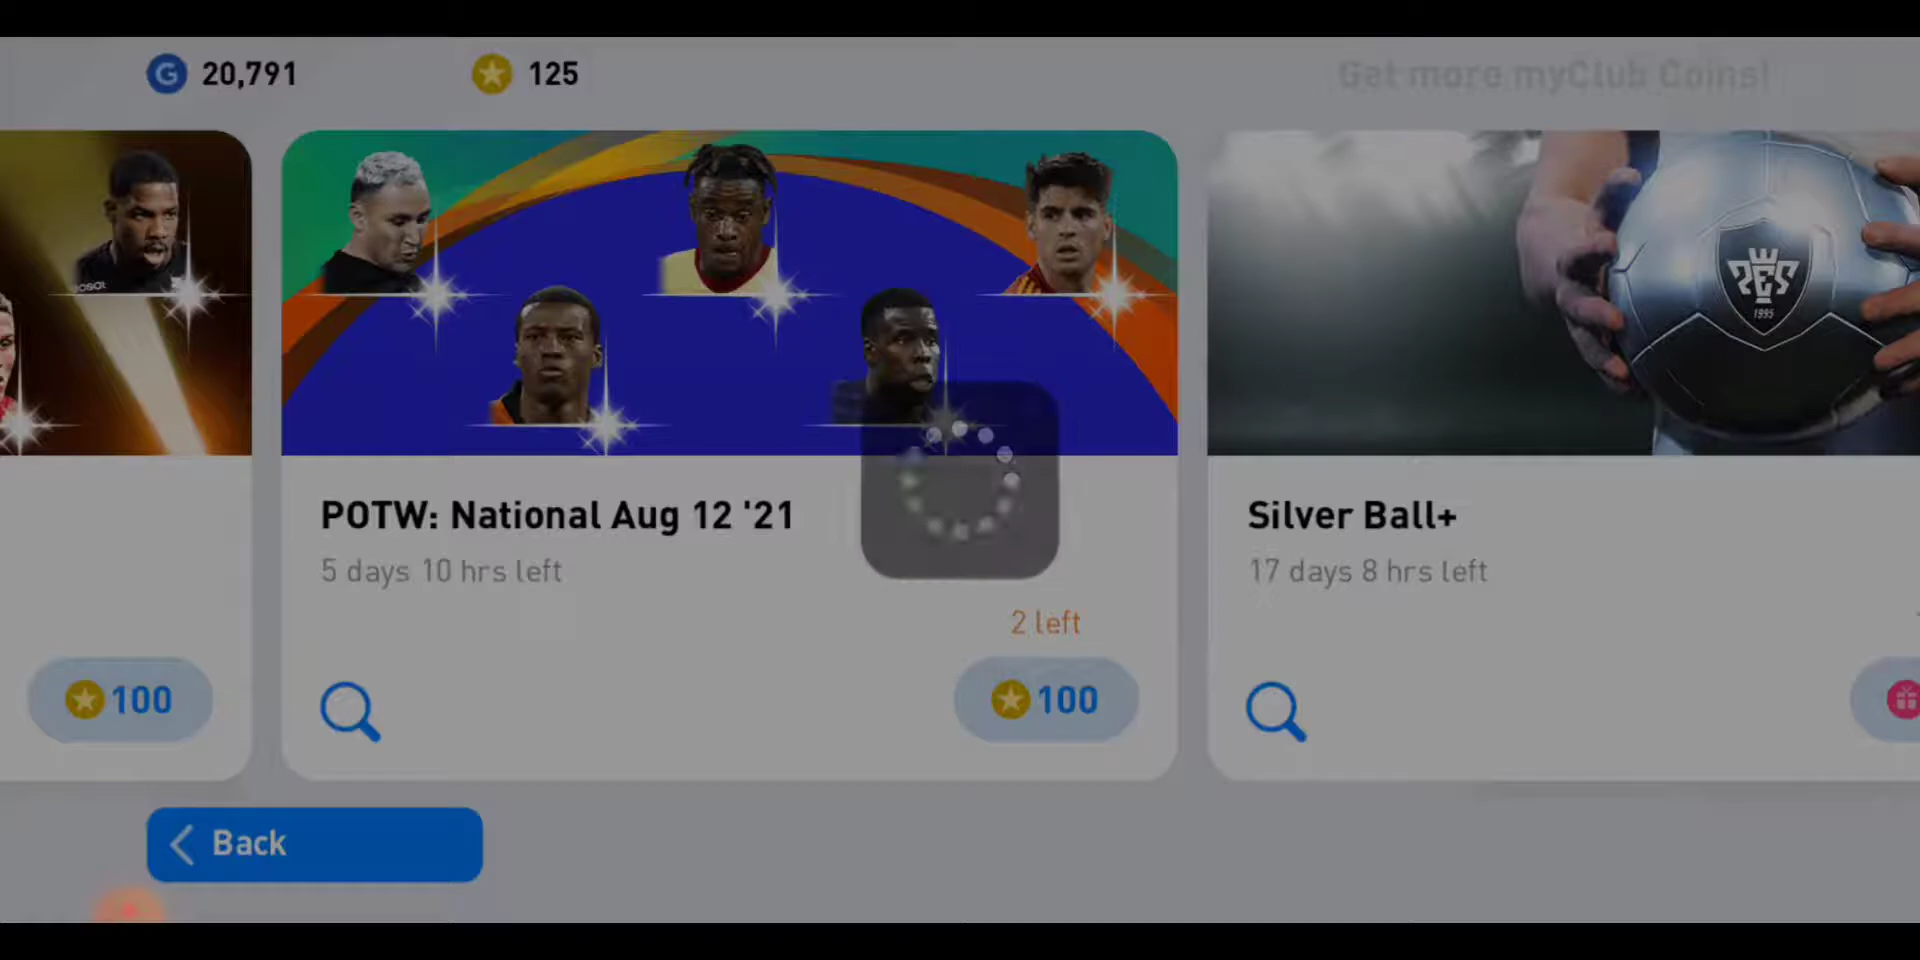 20,791
125
Get more myClub Coins!
POTW: National Aug 12 '21
5 days 10 hrs left
2 left
100
100
Silver Ball+
17 days 8 hrs left
1995
Back